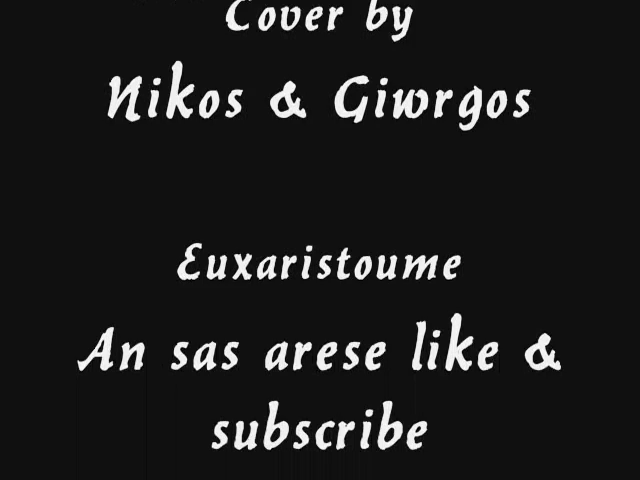 Cover by
Nikos & Giwrgos
Euxaristoume
An sas arese like &
subscribe